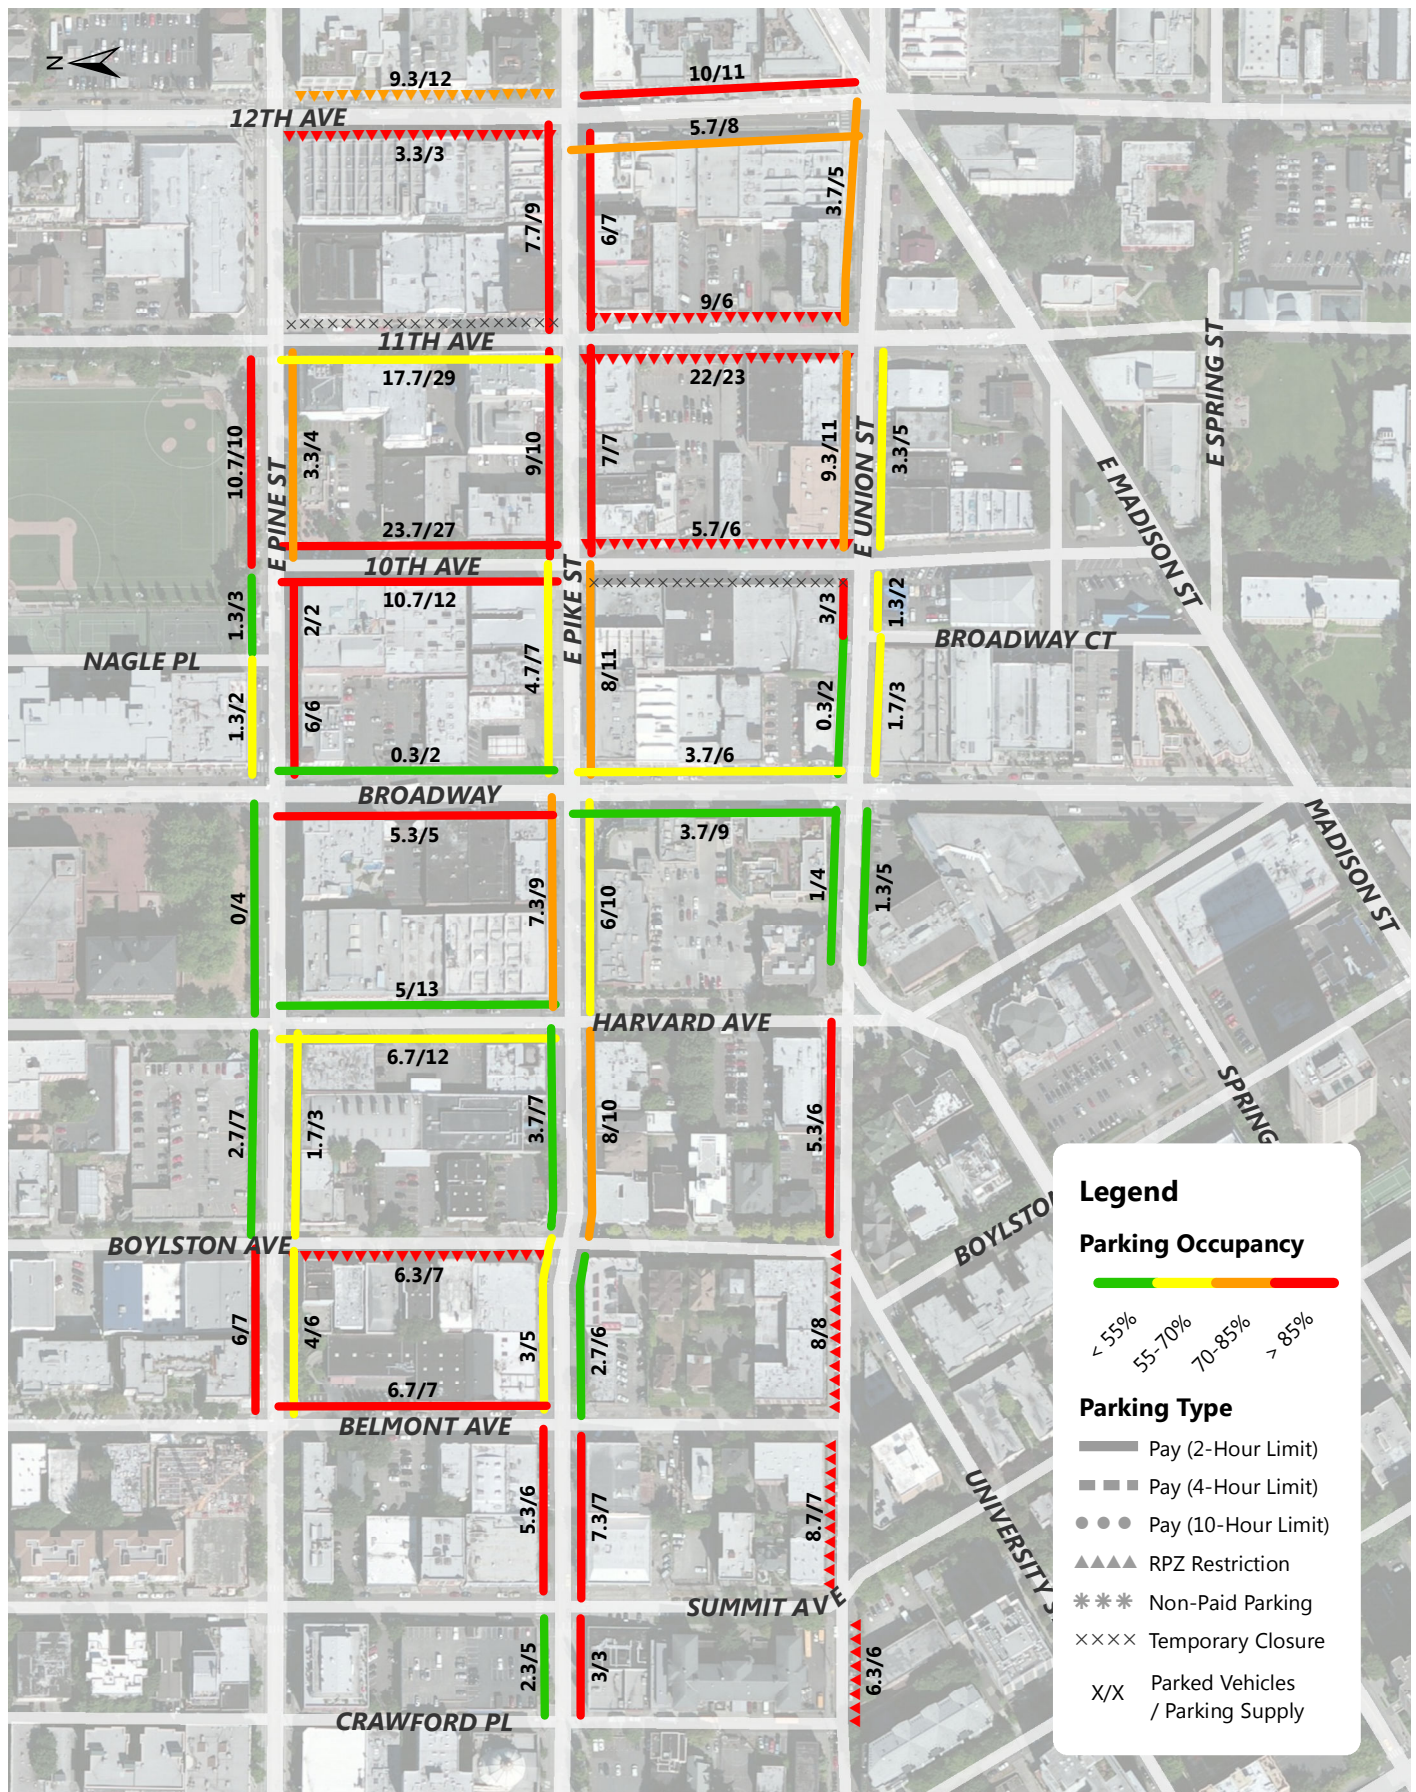 N
9.3/12
10/11
12TH AVE
5.7/8
3.3/3
3.7/5
7.7/9
6/7
9/6
11TH AVE
17.7/29
22/23
E SPRING ST
10.7/10
3.3/4
9/10
7/7
9.3/11
3.3/5
E PINE ST
E UNION ST
E MADISON ST
23.7/27
5.7/6
10TH AVE
E PIKE ST
10.7/12
1.3/3
2/2
3/3
1.3/2
NAGLE PL
BROADWAY CT
4.7/7
8/11
1.3/2
6/6
0.3/2
1.7/3
0.3/2
3.7/6
BROADWAY
5.3/5
3.7/9
MADISON ST
0/4
7.3/9
6/10
1/4
1.3/5
5/13
HARVARD AVE
6.7/12
2.7/7
1.7/3
3.7/7
8/10
5.3/6
SPRING
BOYLSTON
BOYLSTON AVE
6.3/7
6/7
4/6
3/5
2.7/6
8/8
6.7/7
BELMONT AVE
5.3/6
7.3/7
8.7/7
UNIVERSITY S
SUMMIT AVE
2.3/5
3/3
6.3/6
CRAWFORD PL
Legend
Parking Occupancy
< 55%
55-70%
70-85%
> 85%
Parking Type
Pay (2-Hour Limit)
Pay (4-Hour Limit)
Pay (10-Hour Limit)
RPZ Restriction
Non-Paid Parking
Temporary Closure
X/X Parked Vehicles
/ Parking Supply